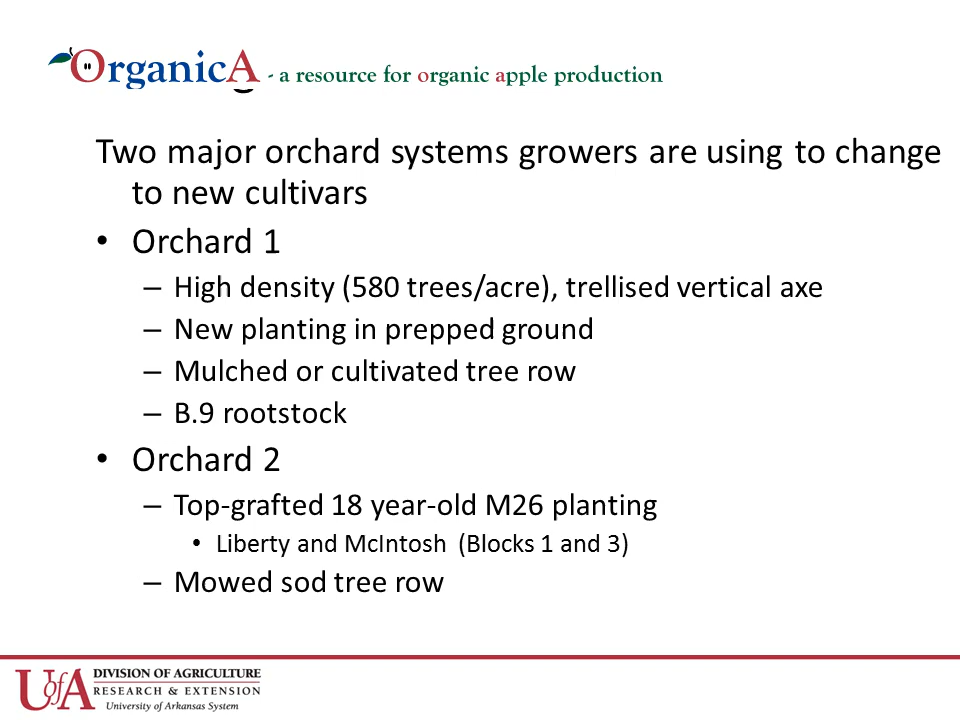 OrganicA - a resource for organic apple production
Two major orchard systems growers are using to change
to new cultivars
• Orchard 1
– High density (580 trees/acre), trellised vertical axe
– New planting in prepped ground
– Mulched or cultivated tree row
– B.9 rootstock
• Orchard 2
– Top-grafted 18 year-old M26 planting
• Liberty and McIntosh (Blocks 1 and 3)
– Mowed sod tree row
UofA DIVISION OF AGRICULTURE
RESEARCH & EXTENSION
University of Arkansas System